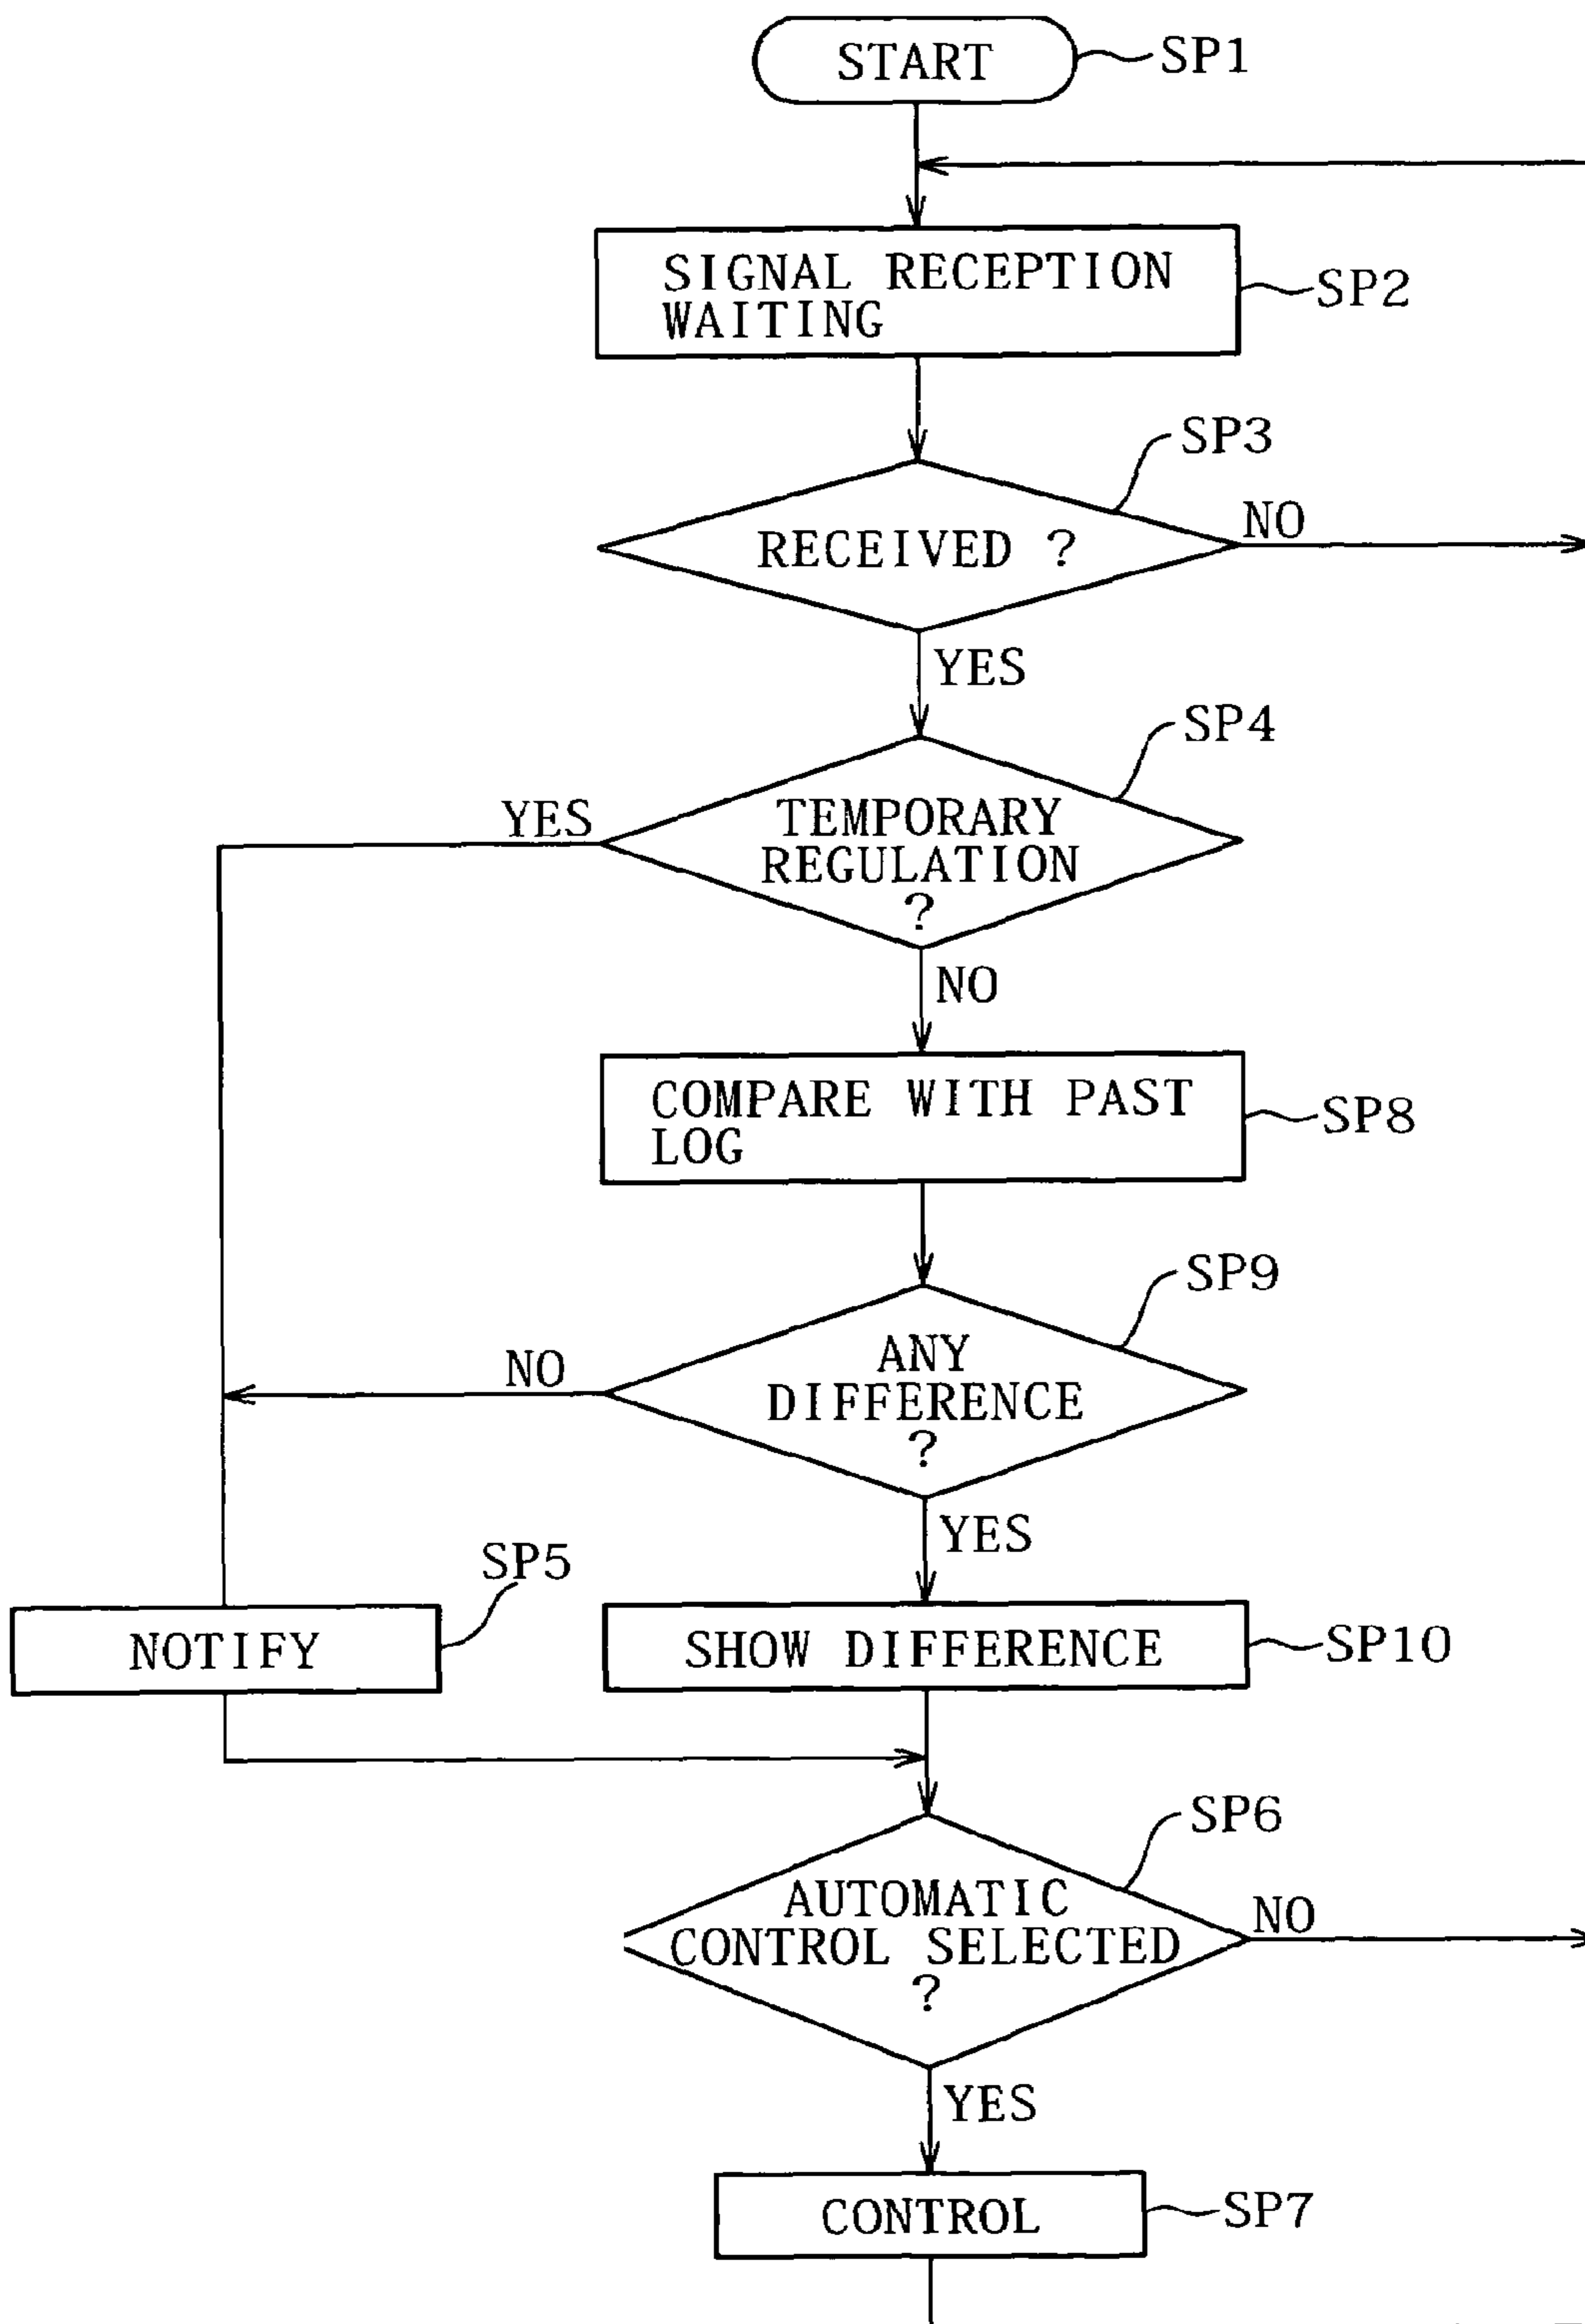 START
SP1
SIGNAL RECEPTION
WAITING
SP2
SP3
RECEIVED ?
NO
YES
SP4
YES
TEMPORARY
REGULATION
?
NO
COMPARE WITH PAST
LOG
SP8
SP9
NO
ANY
DIFFERENCE
?
YES
SP5
NOTIFY
SHOW DIFFERENCE
SP10
SP6
AUTOMATIC
CONTROL SELECTED
?
NO
YES
CONTROL
SP7